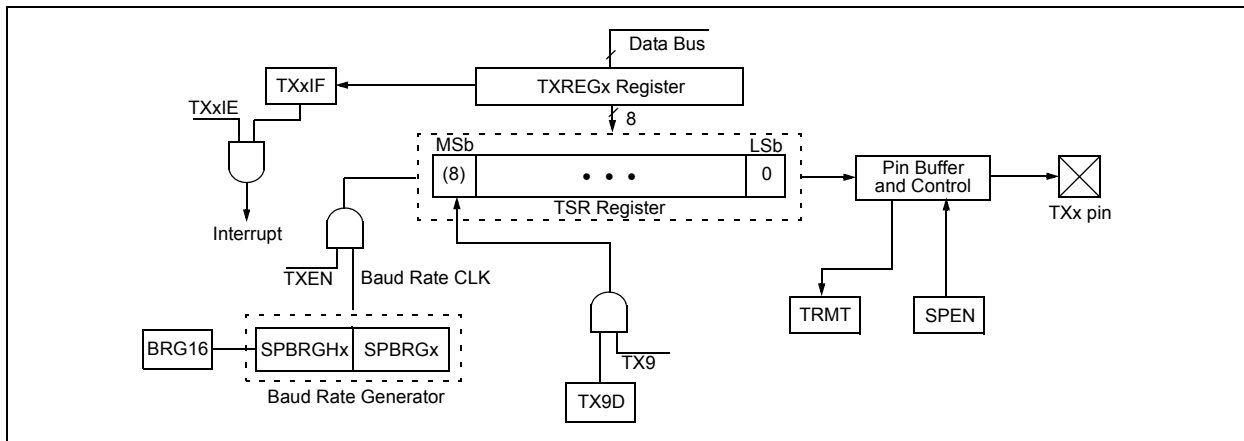 Data Bus
TXxIF
TXREGx Register
TXxIE
8
MSb
LSb
(8)
• • •
0
Pin Buffer
and Control
TSR Register
TXx pin
Interrupt
TXEN
Baud Rate CLK
TRMT
SPEN
BRG16
SPBRGHx
SPBRGx
TX9
Baud Rate Generator
TX9D